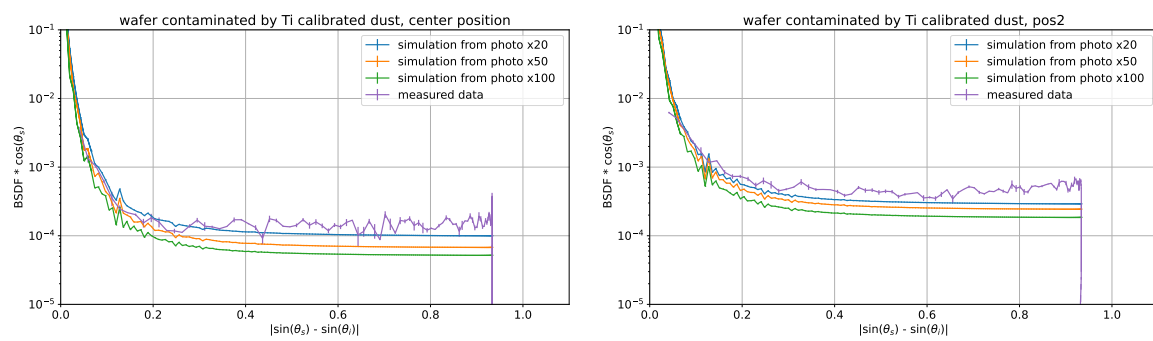 wafer contaminated by Ti calibrated dust, center position
simulation from photo x20
simulation from photo x50
simulation from photo x100
measured data
BSDF * cos(θₛ)
10⁻¹
10⁻²
10⁻³
10⁻⁴
10⁻⁵
0.0 0.2 0.4 0.6 0.8 1.0
|sin(θₛ) - sin(θᵢ)|
wafer contaminated by Ti calibrated dust, pos2
simulation from photo x20
simulation from photo x50
simulation from photo x100
measured data
BSDF * cos(θₛ)
10⁻¹
10⁻²
10⁻³
10⁻⁴
10⁻⁵
0.0 0.2 0.4 0.6 0.8 1.0
|sin(θₛ) - sin(θᵢ)|